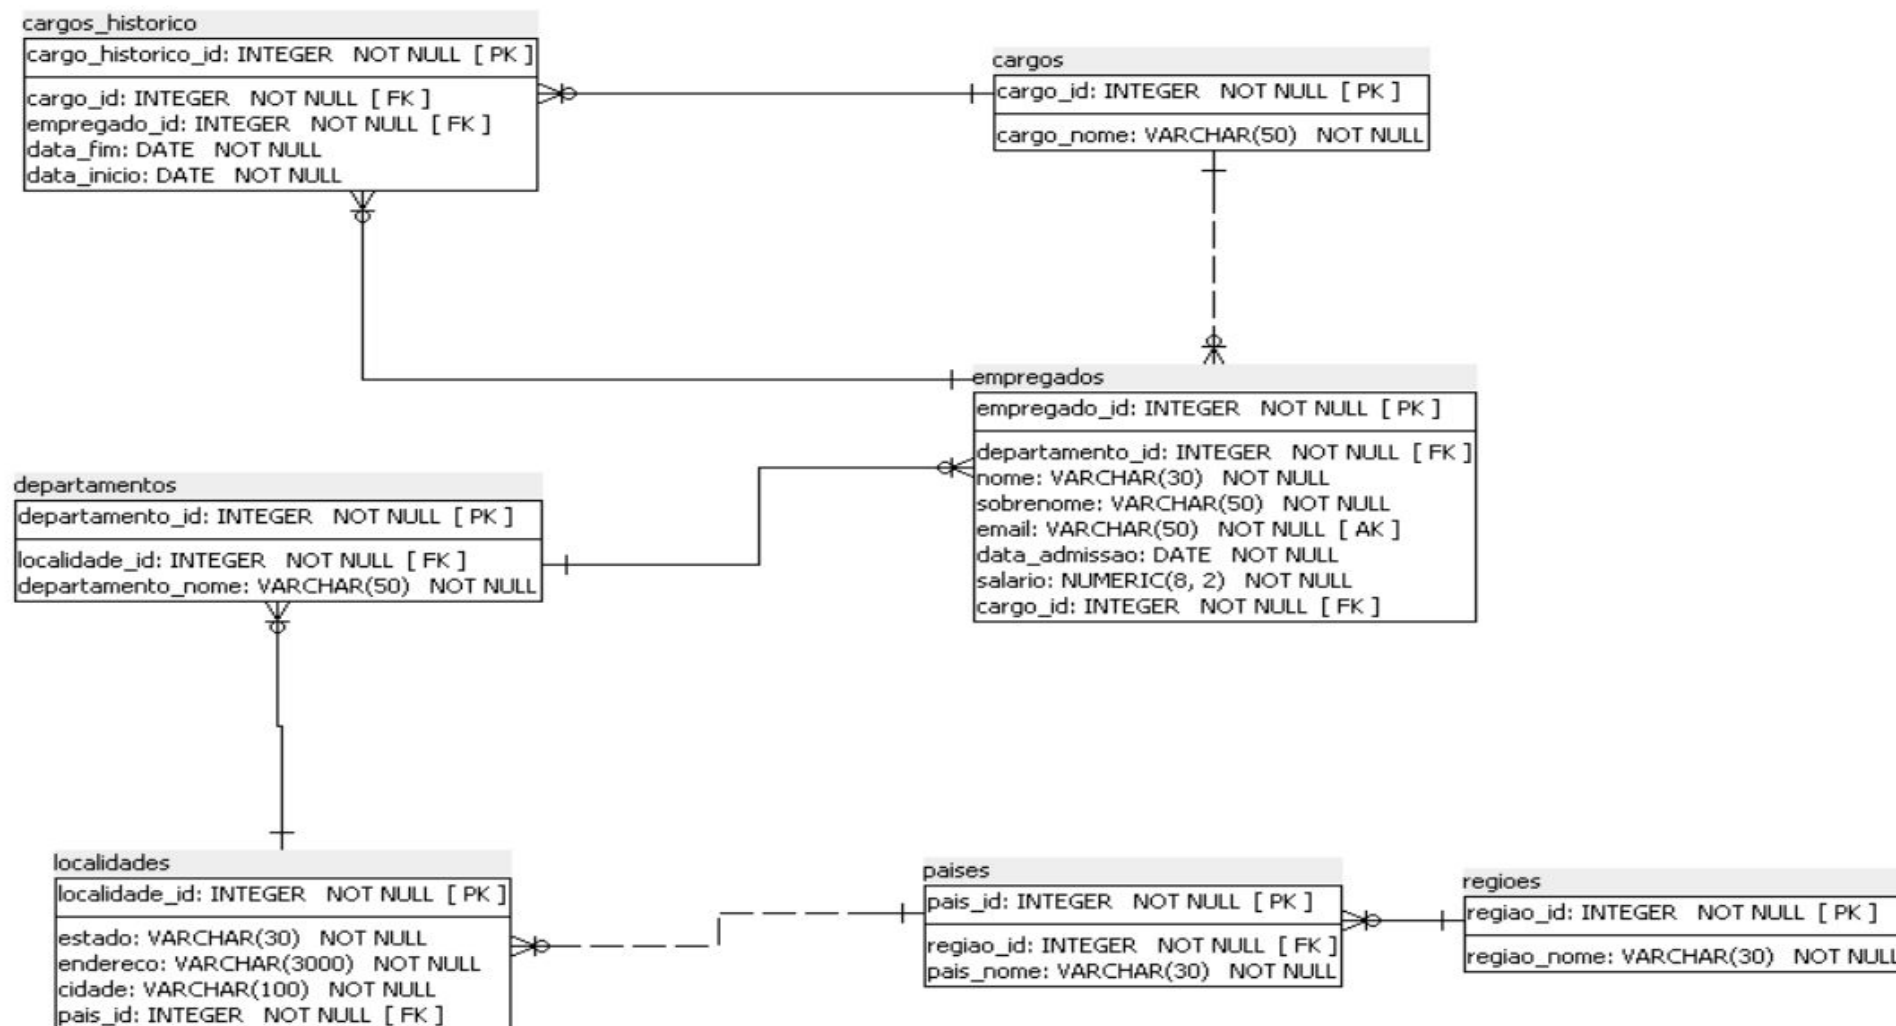 cargos_historico
cargo_historico_id: INTEGER NOT NULL [ PK ]
cargo_id: INTEGER NOT NULL [ FK ]
empregado_id: INTEGER NOT NULL [ FK ]
data_fim: DATE NOT NULL
data_inicio: DATE NOT NULL
cargos
cargo_id: INTEGER NOT NULL [ PK ]
cargo_nome: VARCHAR(50) NOT NULL
empregados
empregado_id: INTEGER NOT NULL [ PK ]
departamento_id: INTEGER NOT NULL [ FK ]
nome: VARCHAR(30) NOT NULL
sobrenome: VARCHAR(50) NOT NULL
email: VARCHAR(50) NOT NULL [ AK ]
data_admissao: DATE NOT NULL
salario: NUMERIC(8, 2) NOT NULL
cargo_id: INTEGER NOT NULL [ FK ]
departamentos
departamento_id: INTEGER NOT NULL [ PK ]
localidade_id: INTEGER NOT NULL [ FK ]
departamento_nome: VARCHAR(50) NOT NULL
localidades
localidade_id: INTEGER NOT NULL [ PK ]
estado: VARCHAR(30) NOT NULL
endereco: VARCHAR(3000) NOT NULL
cidade: VARCHAR(100) NOT NULL
pais_id: INTEGER NOT NULL [ FK ]
paises
pais_id: INTEGER NOT NULL [ PK ]
regiao_id: INTEGER NOT NULL [ FK ]
pais_nome: VARCHAR(30) NOT NULL
regioes
regiao_id: INTEGER NOT NULL [ PK ]
regiao_nome: VARCHAR(30) NOT NULL